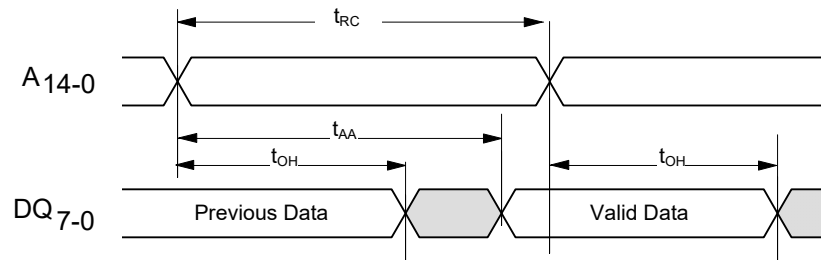 tRC
A14-0
tAA
tOH tOH
DQ7-0 Previous Data Valid Data